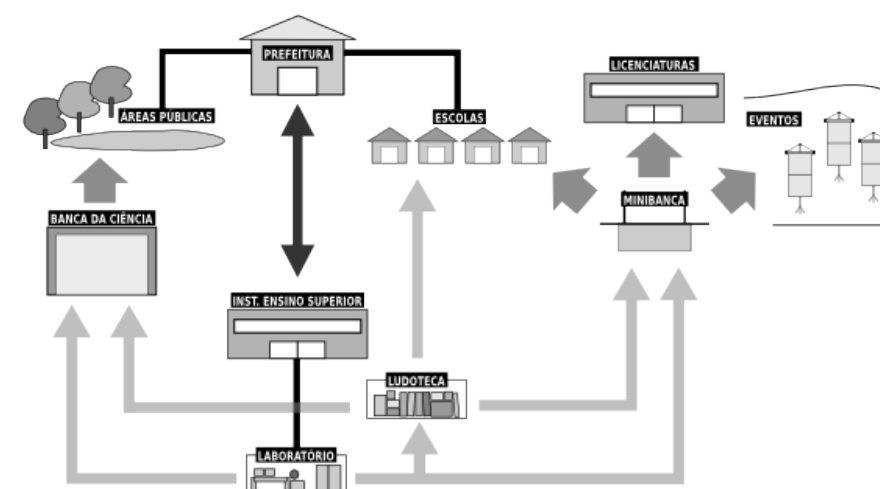 PREFEITURA
LICENCIATURAS
ÁREAS PÚBLICAS
ESCOLAS
EVENTOS
MINIBANCA
BANCA DA CIÊNCIA
INST. ENSINO SUPERIOR
LUDOTECA
LABORATÓRIO